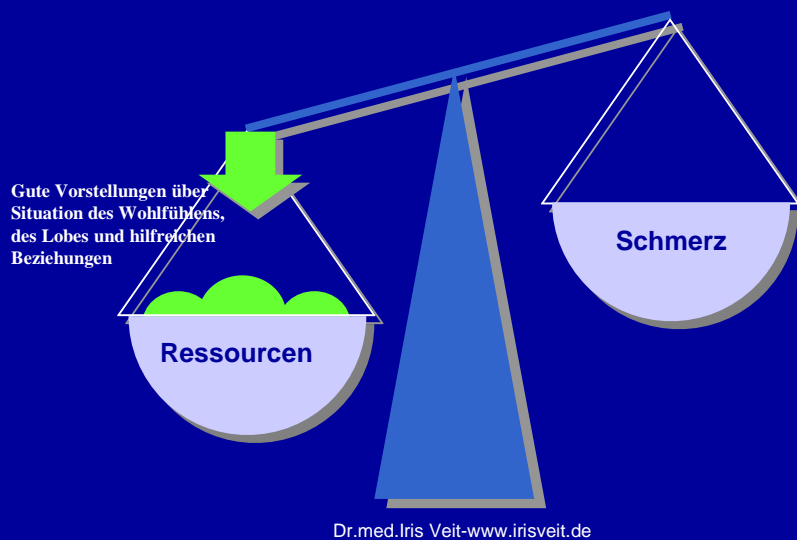 Gute Vorstellungen über
Situation des Wohlfühlens,
des Lobes und hilfreichen
Beziehungen
Schmerz
Ressourcen
Dr.med.Iris Veit-www.irisveit.de